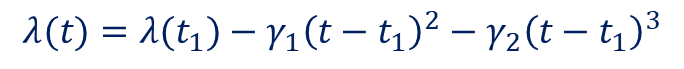 λ(t) = λ(t₁) − γ₁(t − t₁)² − γ₂(t − t₁)³